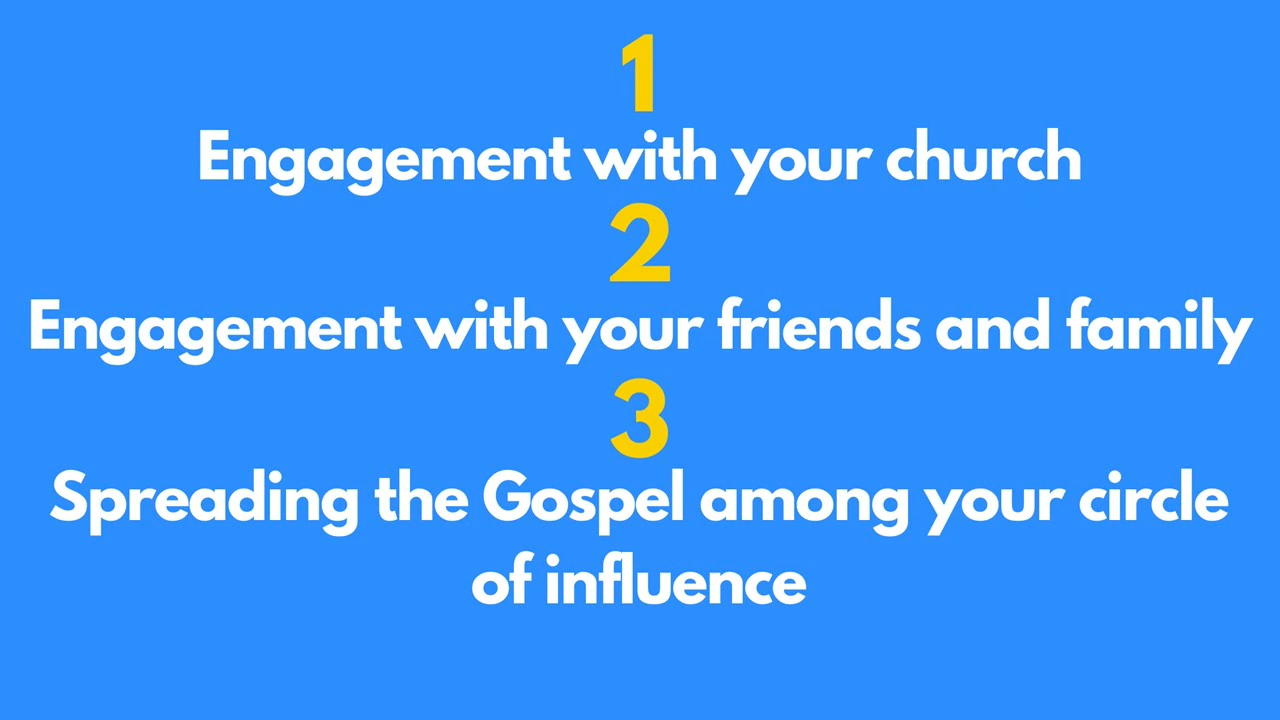 1
Engagement with your church
2
Engagement with your friends and family
3
Spreading the Gospel among your circle
of influence